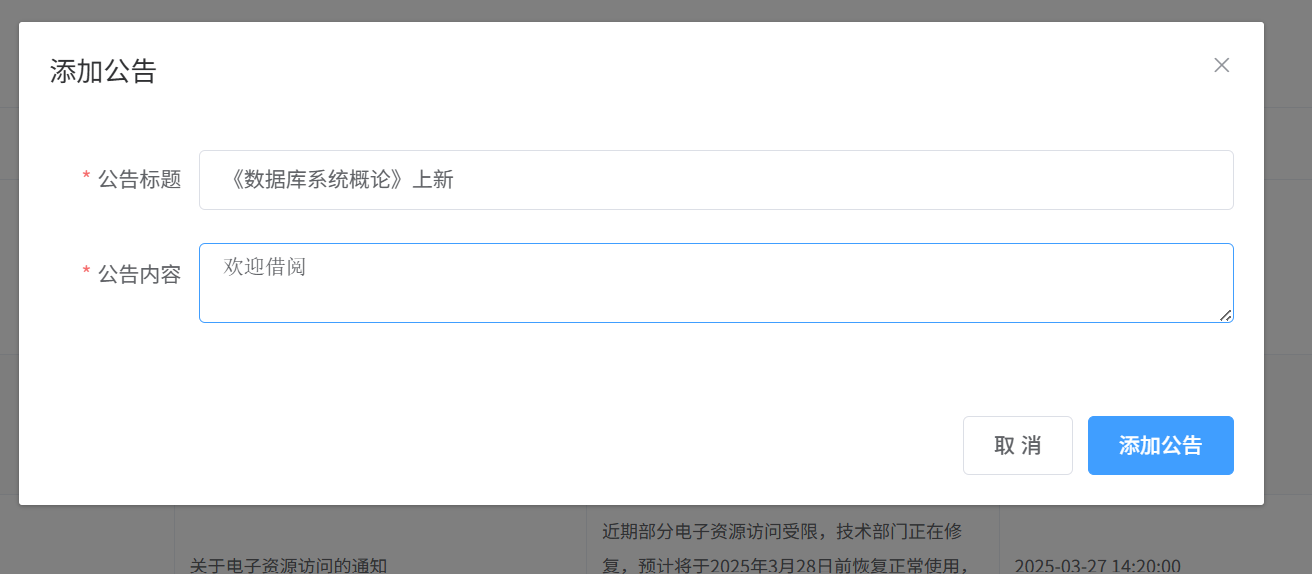 添加公告
* 公告标题
《数据库系统概论》上新
* 公告内容
欢迎借阅
取 消
添加公告
近期部分电子资源访问受限，技术部门正在修
关于电子资源访问的通知
复，预计将于2025年3月28日前恢复正常使用，
2025-03-27 14:20:00